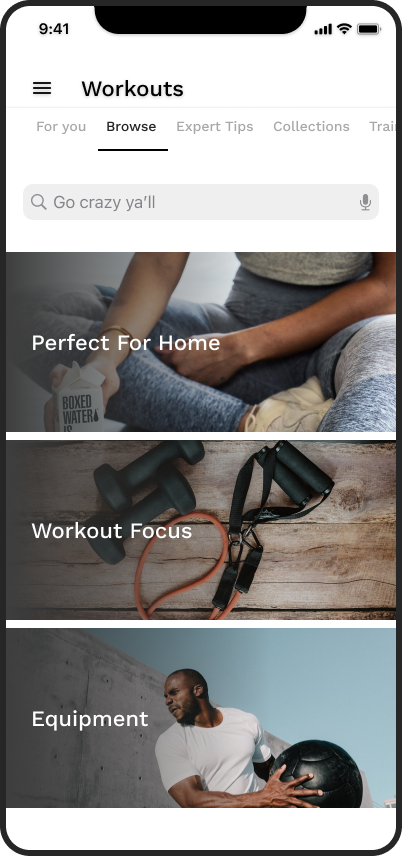 9:41
Workouts
For you Browse Expert Tips Collections
Go crazy ya'll
Perfect For Home
BOXED
WATER
IS
Workout Focus
Equipment